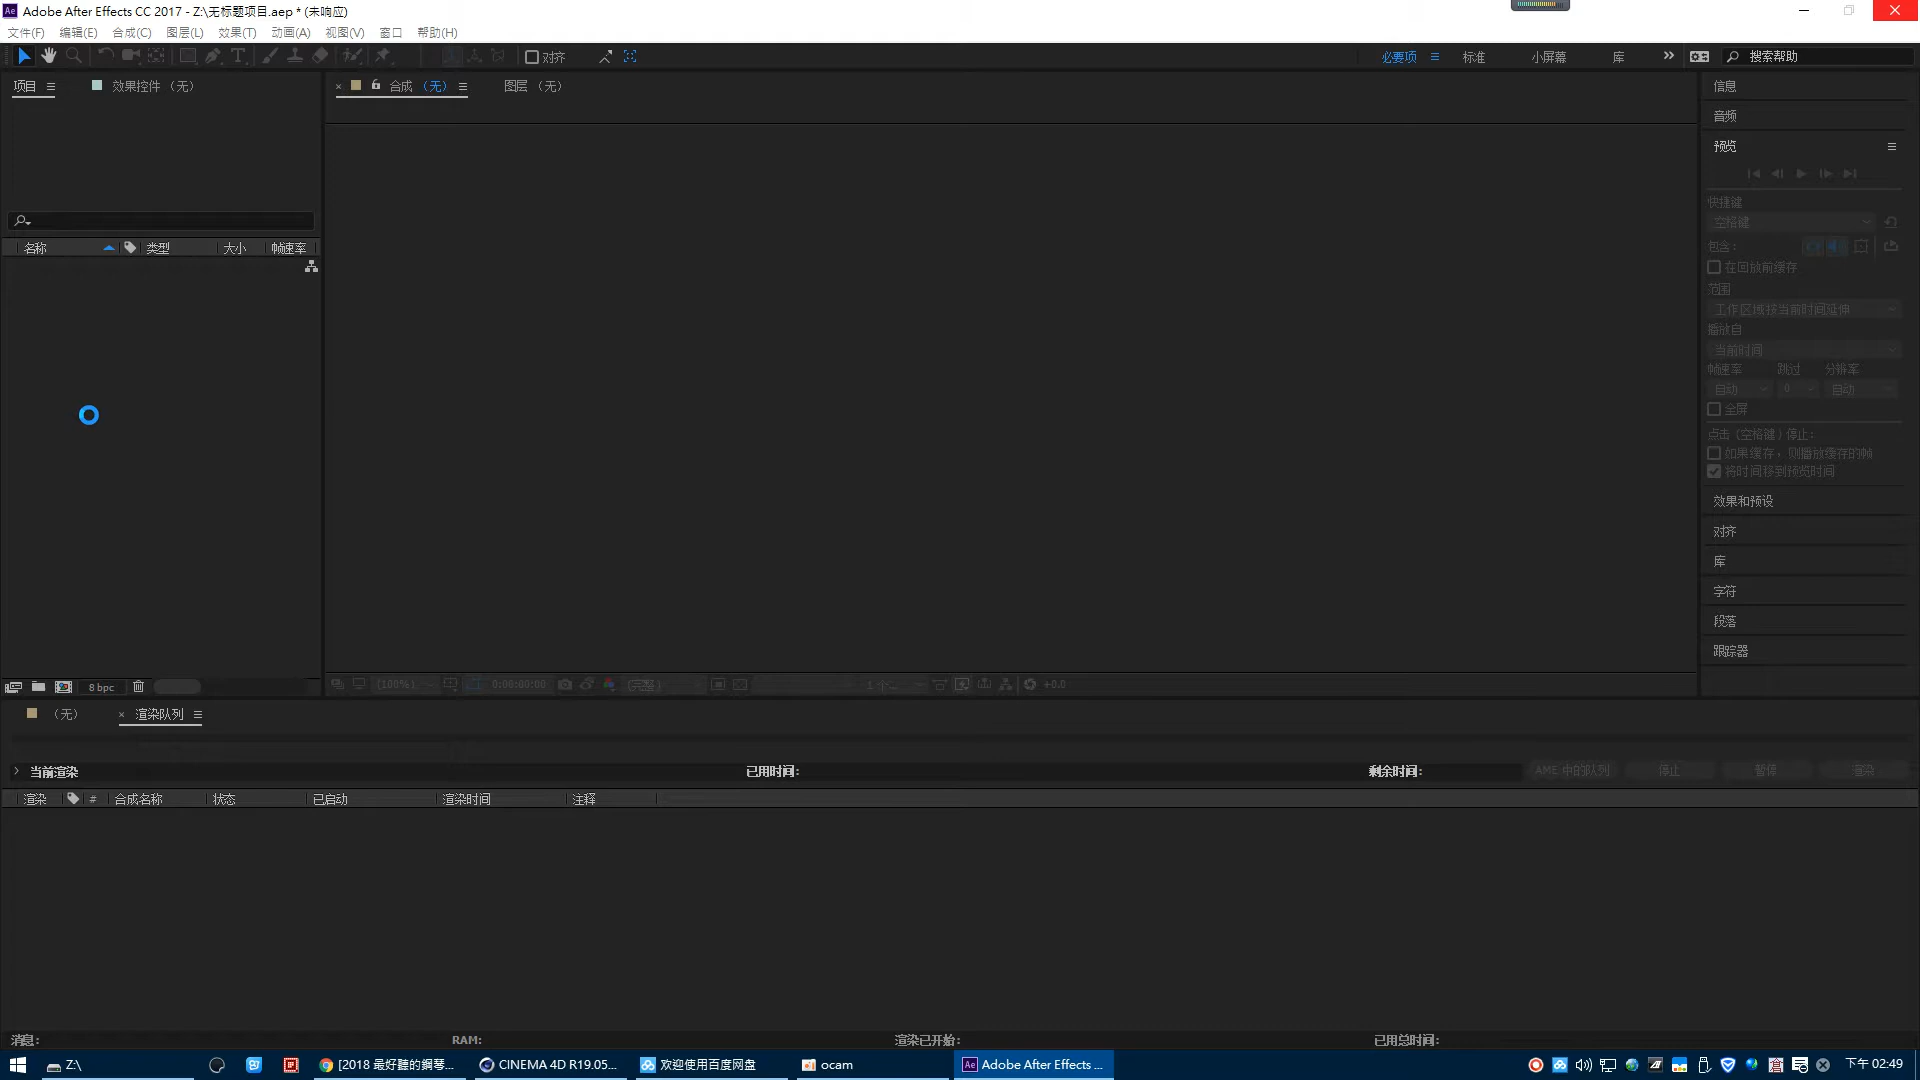 Adobe After Effects CC 2017 - Z:\无标题项目.aep * (未响应)
文件(F) 编辑(E) 合成(C) 图层(L) 效果(T) 动画(A) 视图(V) 窗口 帮助(H)
对齐 必要项 标准 小屏幕 库 搜索帮助
项目 效果控件 (无) 合成 (无) 图层 (无)
信息
音频
预览
快捷键
空格键
包含:
在回放前缓存
范围
工作区域按当前时间延伸
播放自
当前时间
帧速率 跳过 分辨率
自动 0 自动
全屏
点击(空格键)停止:
如果缓存,则播放缓存的帧
将时间移到预览时间
效果和预设
对齐
库
字符
段落
跟踪器
名称 类型 大小 帧速率
8 bpc
(100%) 0:00:00:00 (完整) 1 个... +0.0
(无) 渲染队列
当前渲染 已用时间: 剩余时间: AME 中的队列 停止 暂停 渲染
渲染 # 合成名称 状态 已启动 渲染时间 注释
消息: RAM: 渲染已开始: 已用总时间:
Z:\ [2018 最好聽的鋼琴... CINEMA 4D R19.05... 欢迎使用百度网盘 ocam Adobe After Effects ... 下午 02:49